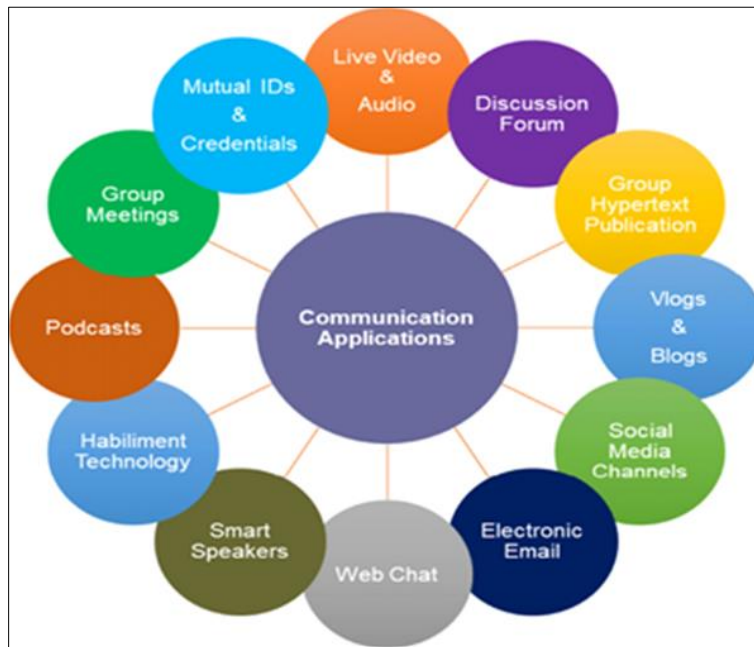 Live Video
&
Audio
Discussion
Forum
Group
Hypertext
Publication
Vlogs
&
Blogs
Social
Media
Channels
Electronic
Email
Web Chat
Smart
Speakers
Habiliment
Technology
Podcasts
Group
Meetings
Mutual IDs
&
Credentials
Communication
Applications